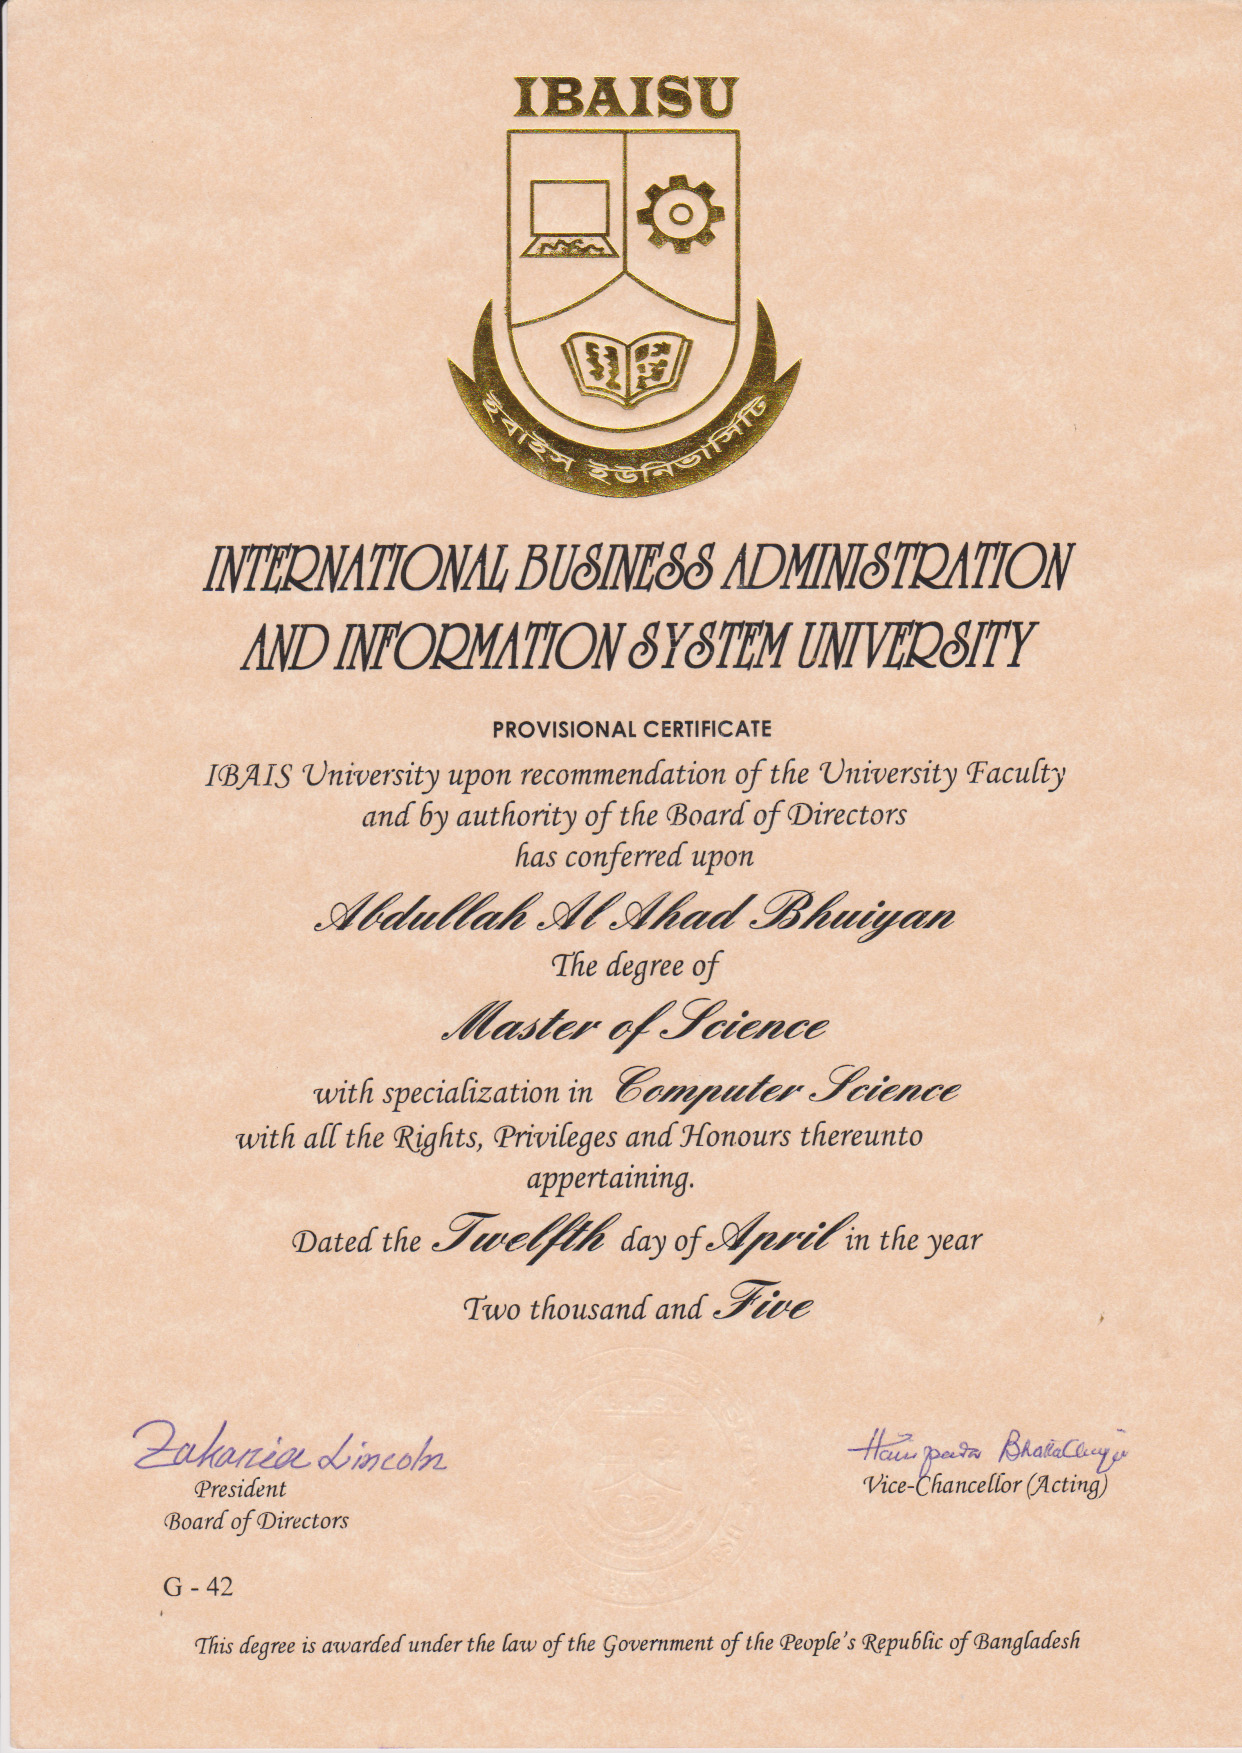 IBAISU
ইবাইস ইউনিভার্সিটি
INTERNATIONAL BUSINESS ADMINISTRATION
AND INFORMATION SYSTEM UNIVERSITY
PROVISIONAL CERTIFICATE
IBAIS University upon recommendation of the University Faculty
and by authority of the Board of Directors
has conferred upon
Abdullah Al Ahad Bhuiyan
The degree of
Master of Science
with specialization in Computer Science
with all the Rights, Privileges and Honours thereunto
appertaining.
Dated the Twelfth day of April in the year
Two thousand and Five
Zakaria Lincoln
President
Board of Directors
Vice-Chancellor (Acting)
G - 42
This degree is awarded under the law of the Government of the People's Republic of Bangladesh